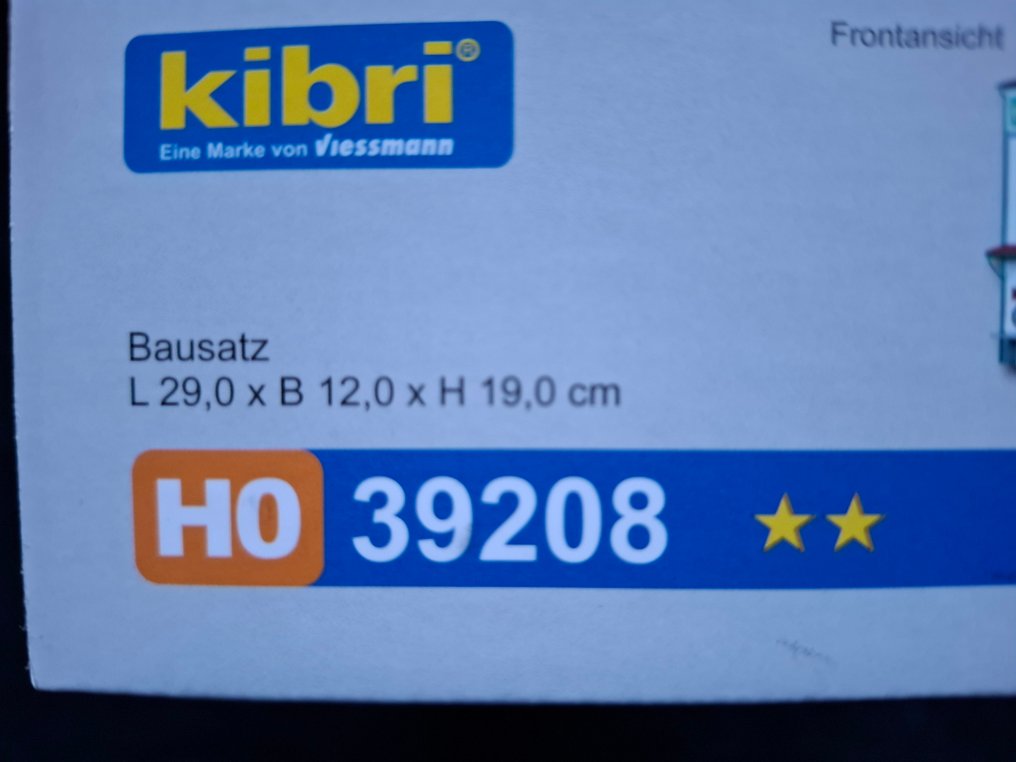 Frontansicht
kibri®
Eine Marke von Viessmann
Bausatz
L 29,0 x B 12,0 x H 19,0 cm
H0 39208